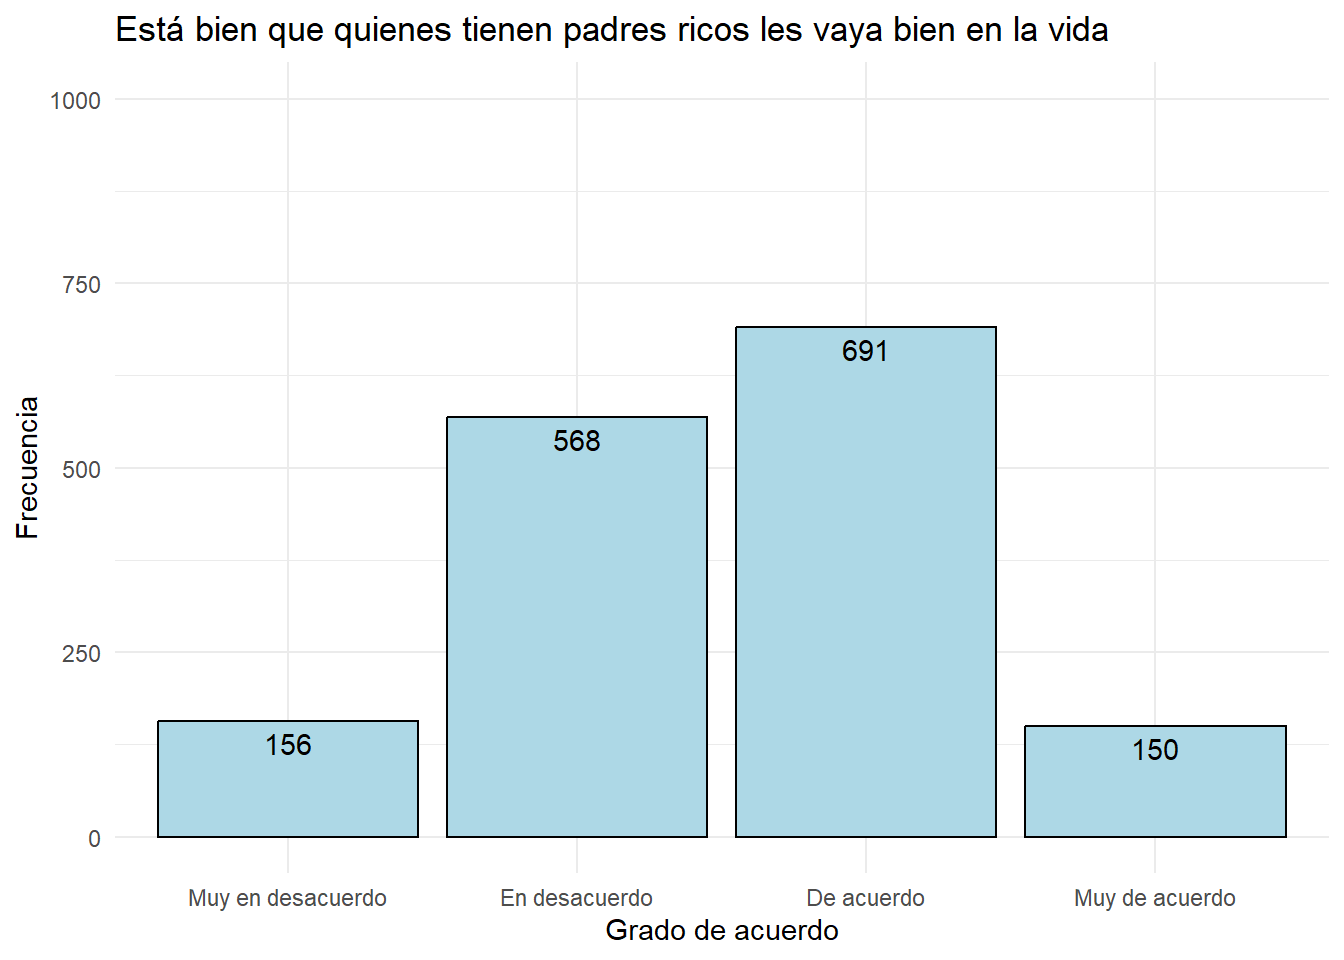 Está bien que quienes tienen padres ricos les vaya bien en la vida
1000
750
500
250
0
Frecuencia
156
568
691
150
Muy en desacuerdo
En desacuerdo
De acuerdo
Muy de acuerdo
Grado de acuerdo